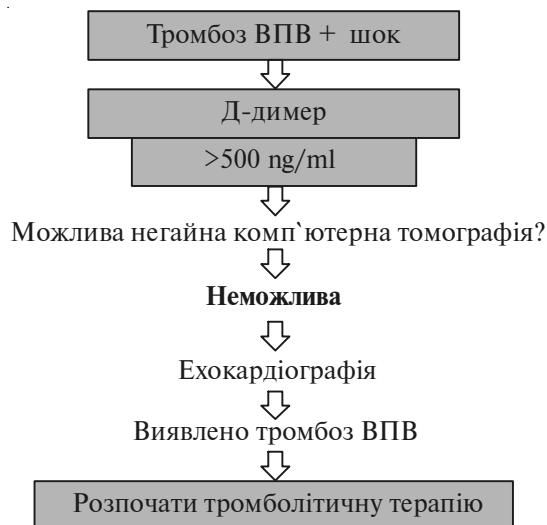 Тромбоз ВПВ + шок
Д-димер
>500 ng/ml
Можлива негайна комп`ютерна томографія?
Неможлива
Ехокардіографія
Виявлено тромбоз ВПВ
Розпочати тромболітичну терапію